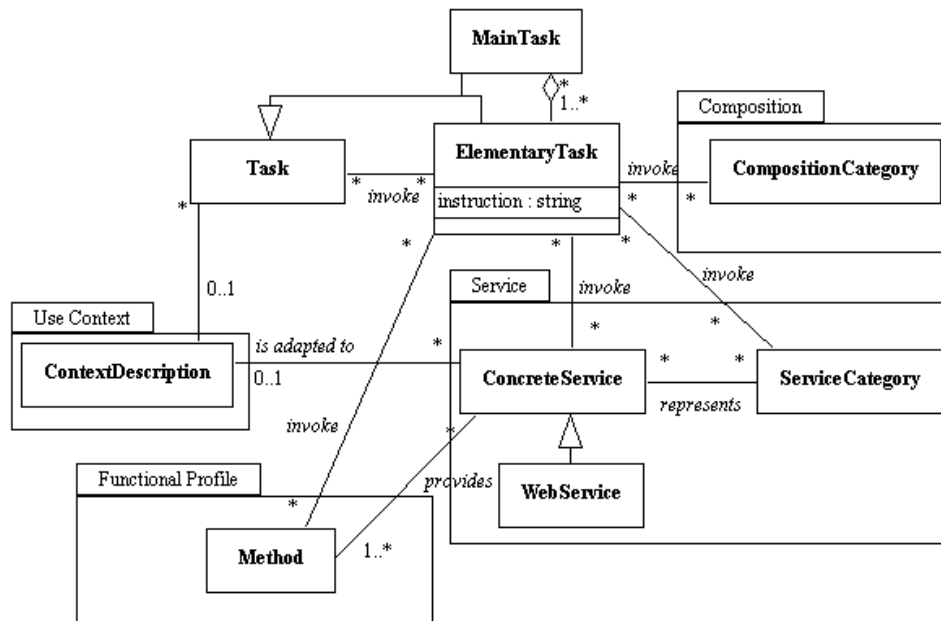 MainTask
*
1..*
Composition
Task
ElementaryTask
CompositionCategory
invoke
* *
invoke
instruction : string
* *
*
* * *
invoke
0..1
Service
invoke
Use Context
* *
is adapted to
*
ContextDescription
0..1
ConcreteService
* *
ServiceCategory
represents
invoke
*
Functional Profile
provides
WebService
*
Method
1..*